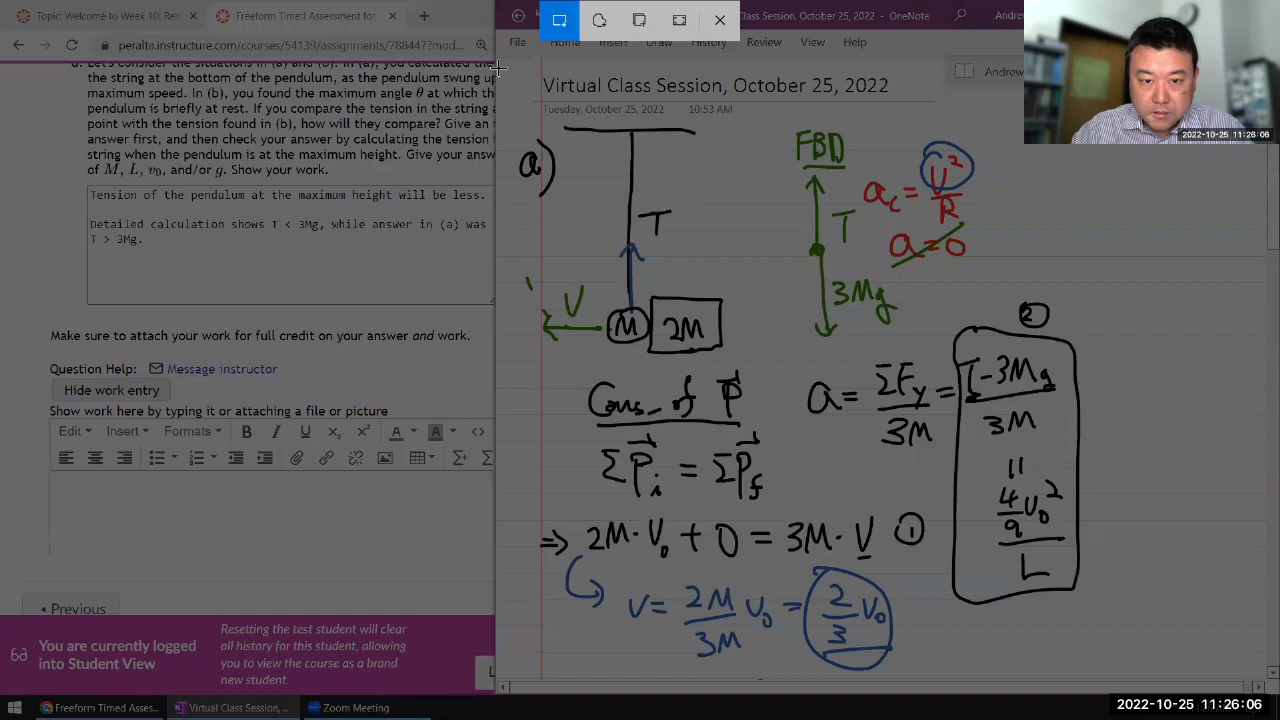 Topic: Welcome to Week 10! Ren
Freeform Timed Assessment for
peralta.instructure.com/courses/54139/assignments/788447?mod...
the string at the bottom of the pendulum, as the pendulum swung up
maximum speed. In (b), you found the maximum angle θ at which th
pendulum is briefly at rest. If you compare the tension in the string a
point with the tension found in (b), how will they compare? Give an i
answer first, and then check your answer by calculating the tension i
string when the pendulum is at the maximum height. Give your answ
of M, L, v₀, and/or g. Show your work.
Tension of the pendulum at the maximum height will be less.
Detailed calculation shows T < 3Mg, while answer in (a) was
T > 3Mg.
Make sure to attach your work for full credit on your answer and work.
Question Help: Message instructor
Hide work entry
Show work here by typing it or attaching a file or picture
Edit Insert Formats B I U x₂ x² A A <>
Previous
You are currently logged
into Student View
Resetting the test student will clear
all history for this student, allowing
you to view the course as a brand
new student.
L
Class Session, October 25, 2022 - OneNote
Andrew
File Home Insert Draw History Review View Help
Andrew
Virtual Class Session, October 25, 2022
Tuesday, October 25, 2022 10:53 AM
a)
T
V
M
2M
FBD
T
3Mg
a_c = V²/R
a = 0
Cons. of P
ΣP_i = ΣP_f
⇒ 2M·V₀ + 0 = 3M·V ①
V = 2M/3M V₀ = 2/3 V₀
a = ΣF_y/3M = T-3Mg/3M
②
||
4/9 V₀²
L
2022-10-25 11:26:06
Freeform Timed Asses...
Virtual Class Session,...
Zoom Meeting
2022-10-25 11:26:06